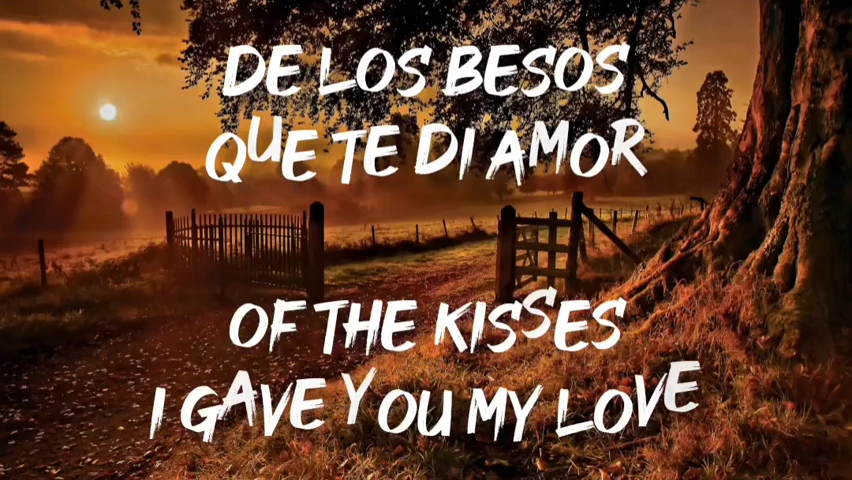 DE LOS BESOS
QUE TE DI AMOR
OF THE KISSES
I GAVE YOU MY LOVE